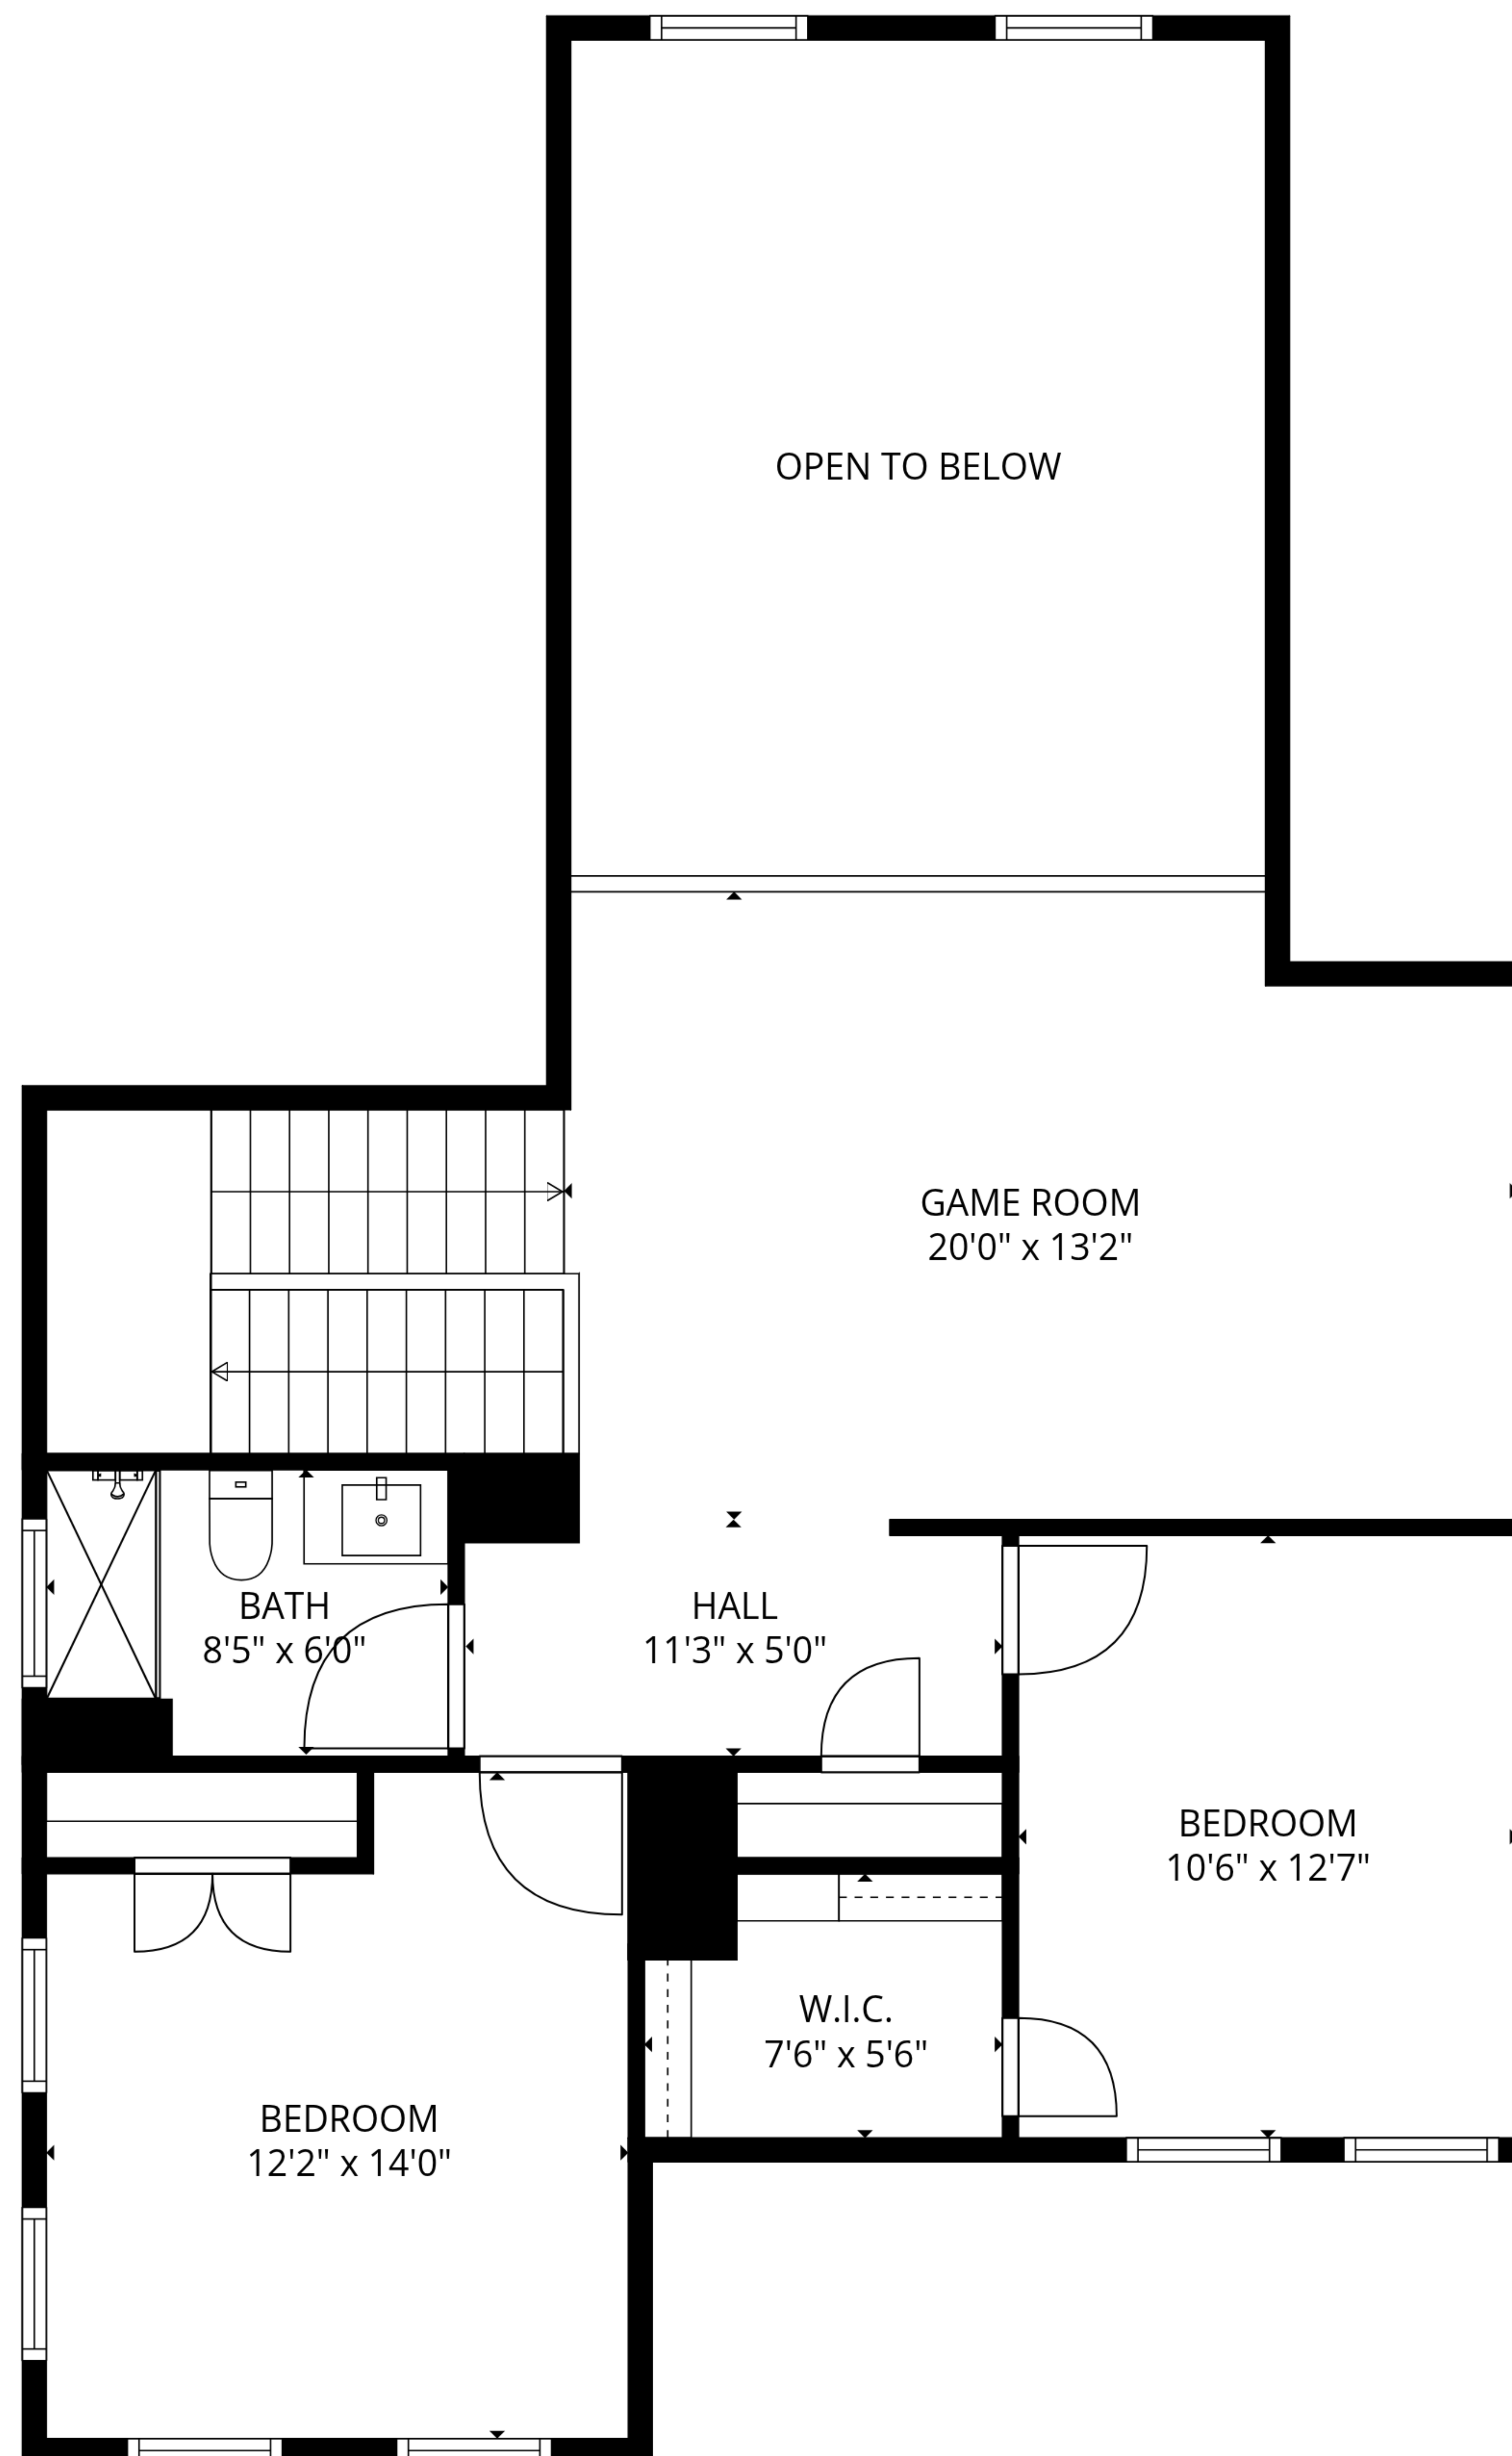 OPEN TO BELOW
GAME ROOM
20'0" x 13'2"
BATH
8'5" x 6'0"
HALL
11'3" x 5'0"
BEDROOM
10'6" x 12'7"
W.I.C.
7'6" x 5'6"
BEDROOM
12'2" x 14'0"